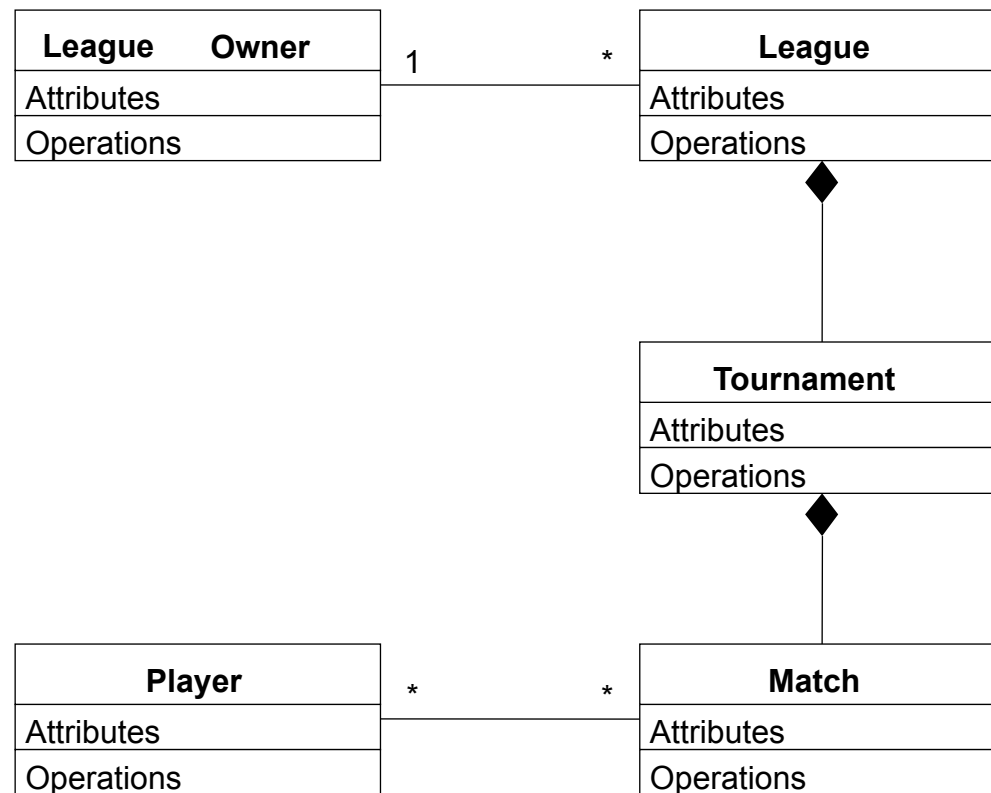 League Owner
Attributes
Operations
1 *
League
Attributes
Operations
Tournament
Attributes
Operations
Player
Attributes
Operations
* *
Match
Attributes
Operations